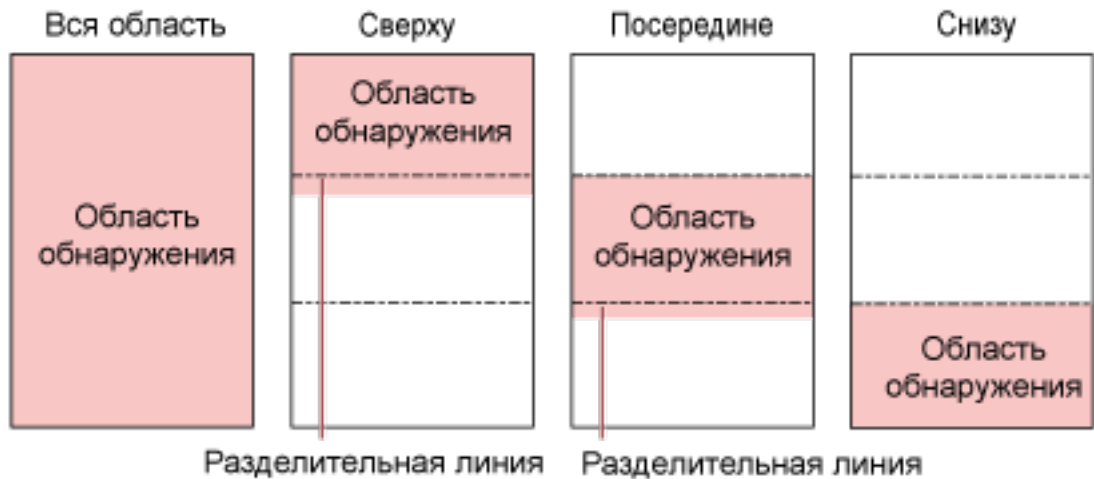 Вся область
Сверху
Посередине
Снизу
Область
обнаружения
Область
обнаружения
Область
обнаружения
Область
обнаружения
Разделительная линия
Разделительная линия